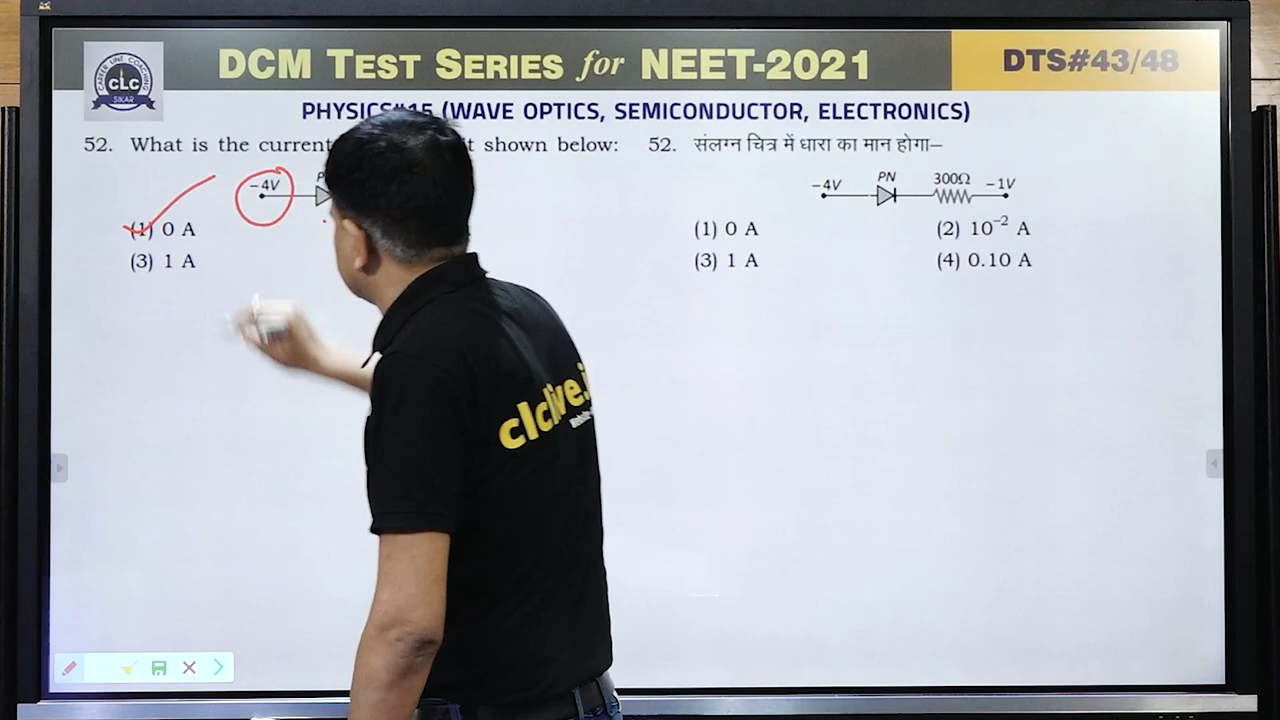 DCM TEST SERIES for NEET-2021
DTS#43/48
CAREER LINE COACHING
CLC
SIKAR
PHYSICS#15 (WAVE OPTICS, SEMICONDUCTOR, ELECTRONICS)
52. What is the current shown below:
-4V P
(1) 0 A
(3) 1 A
52. संलग्न चित्र में धारा का मान होगा–
-4V PN 300Ω -1V
(1) 0 A (2) 10⁻² A
(3) 1 A (4) 0.10 A